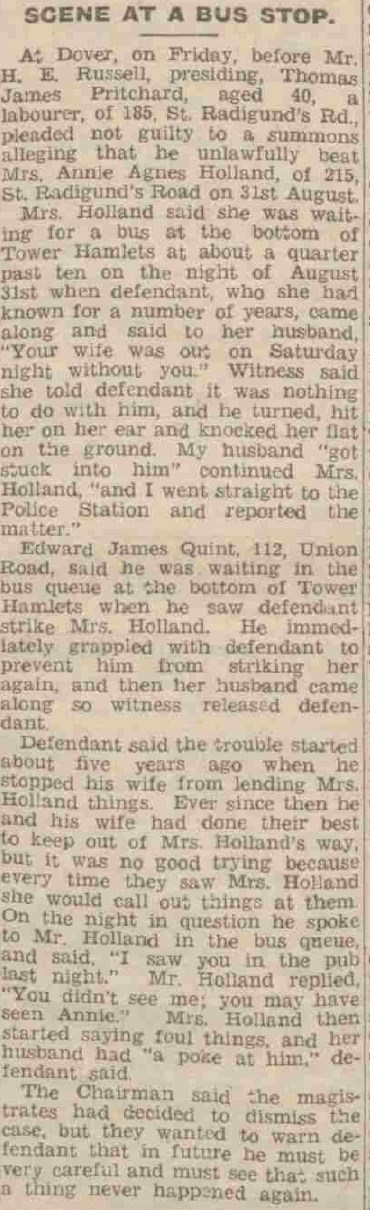 SCENE AT A BUS STOP.
At Dover, on Friday, before Mr.
H. E. Russell, presiding, Thomas
James Pritchard, aged 40, a
labourer, of 185, St. Radigund's Rd.,
pleaded not guilty to a summons
alleging that he unlawfully beat
Mrs. Annie Agnes Holland, of 215,
St. Radigund's Road on 31st August.
Mrs. Holland said she was wait-
ing for a bus at the bottom of
Tower Hamlets at about a quarter
past ten on the night of August
31st when defendant, who she had
known for a number of years, came
along and said to her husband,
"Your wife was out on Saturday
night without you." Witness said
she told defendant it was nothing
to do with him, and he turned, hit
her on her ear and knocked her flat
on the ground. My husband "got
stuck into him" continued Mrs.
Holland, "and I went straight to the
Police Station and reported the
matter."
Edward James Quint, 112, Union
Road, said he was waiting in the
bus queue at the bottom of Tower
Hamlets when he saw defendant
strike Mrs. Holland. He immed-
iately grappled with defendant to
prevent him from striking her
again, and then her husband came
along so witness released defen-
dant.
Defendant said the trouble started
about five years ago when he
stopped his wife from lending Mrs.
Holland things. Ever since then he
and his wife had done their best
to keep out of Mrs. Holland's way,
but it was no good trying because
every time they saw Mrs. Holland
she would call out things at them.
On the night in question he spoke
to Mr. Holland in the bus queue,
and said, "I saw you in the pub
last night." Mr. Holland replied,
"You didn't see me; you may have
seen Annie." Mrs. Holland then
started saying foul things, and her
husband had "a poke at him," de-
fendant said.
The Chairman said the magis-
trates had decided to dismiss the
case, but they wanted to warn de-
fendant that in future he must be
very careful and must see that such
a thing never happened again.